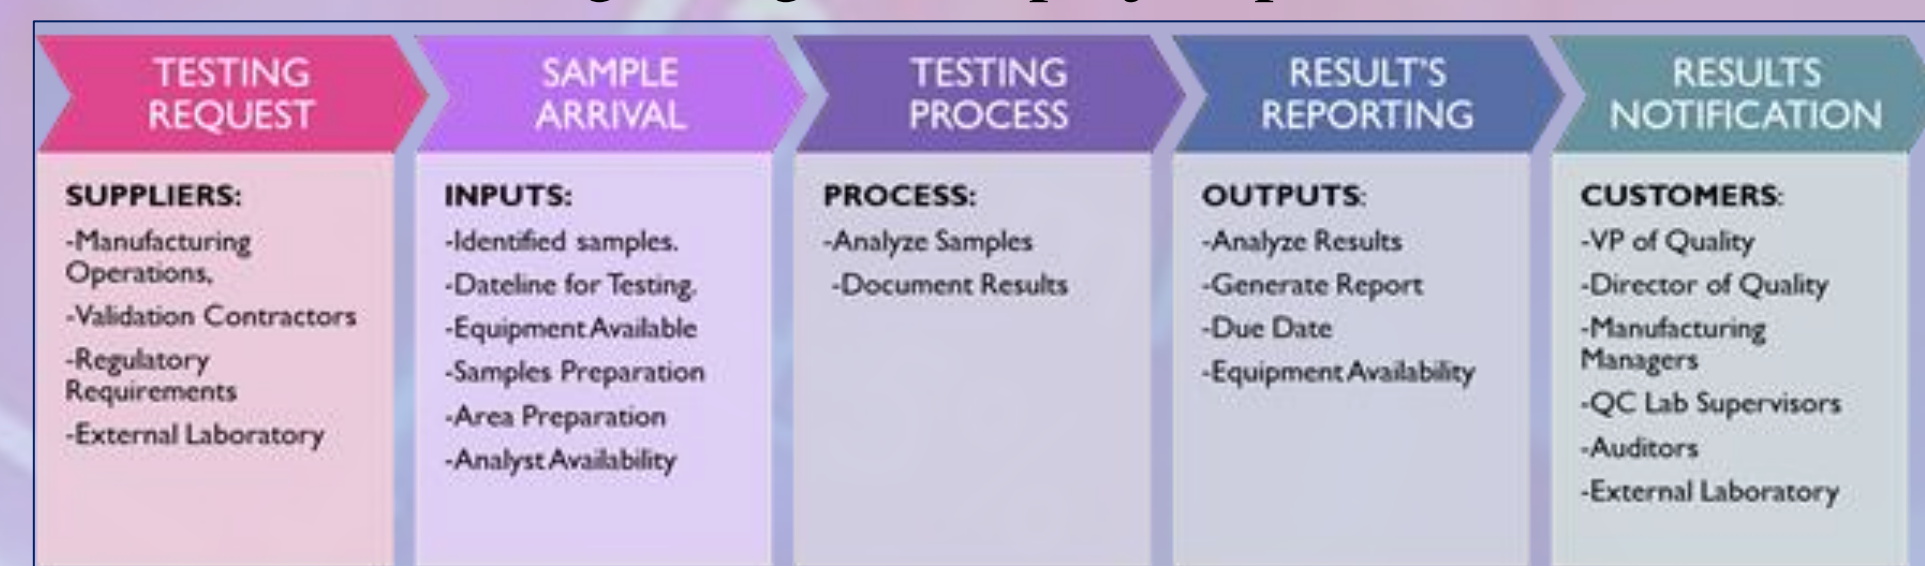 TESTING
REQUEST
SUPPLIERS:
-Manufacturing
Operations,
-Validation Contractors
-Regulatory
Requirements
-External Laboratory
SAMPLE
ARRIVAL
INPUTS:
-Identified samples.
-Dateline for Testing.
-Equipment Available
-Samples Preparation
-Area Preparation
-Analyst Availability
TESTING
PROCESS
PROCESS:
-Analyze Samples
-Document Results
RESULT'S
REPORTING
OUTPUTS:
-Analyze Results
-Generate Report
-Due Date
-Equipment Availability
RESULTS
NOTIFICATION
CUSTOMERS:
-VP of Quality
-Director of Quality
-Manufacturing
Managers
-QC Lab Supervisors
-Auditors
-External Laboratory